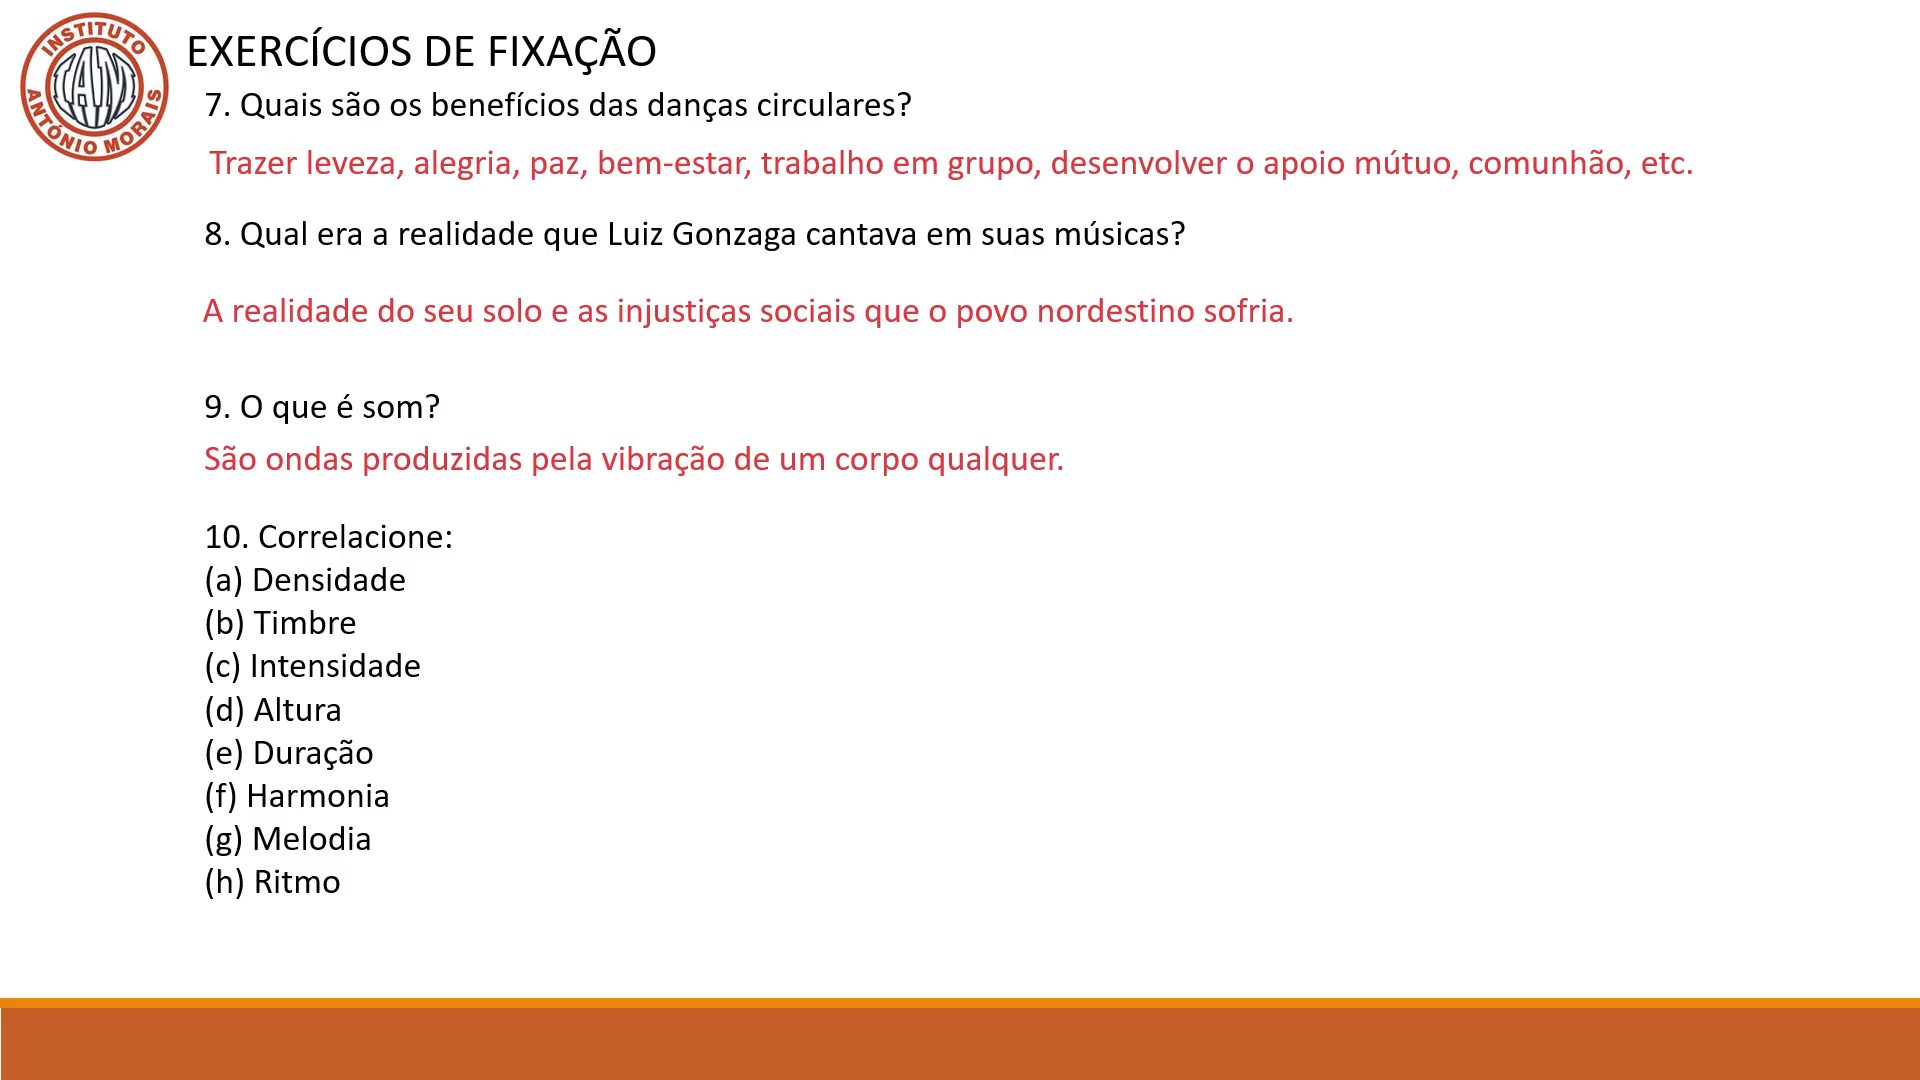 INSTITUTO
IAM
ANTÓNIO MORAIS
EXERCÍCIOS DE FIXAÇÃO
7. Quais são os benefícios das danças circulares?
Trazer leveza, alegria, paz, bem-estar, trabalho em grupo, desenvolver o apoio mútuo, comunhão, etc.
8. Qual era a realidade que Luiz Gonzaga cantava em suas músicas?
A realidade do seu solo e as injustiças sociais que o povo nordestino sofria.
9. O que é som?
São ondas produzidas pela vibração de um corpo qualquer.
10. Correlacione:
(a) Densidade
(b) Timbre
(c) Intensidade
(d) Altura
(e) Duração
(f) Harmonia
(g) Melodia
(h) Ritmo